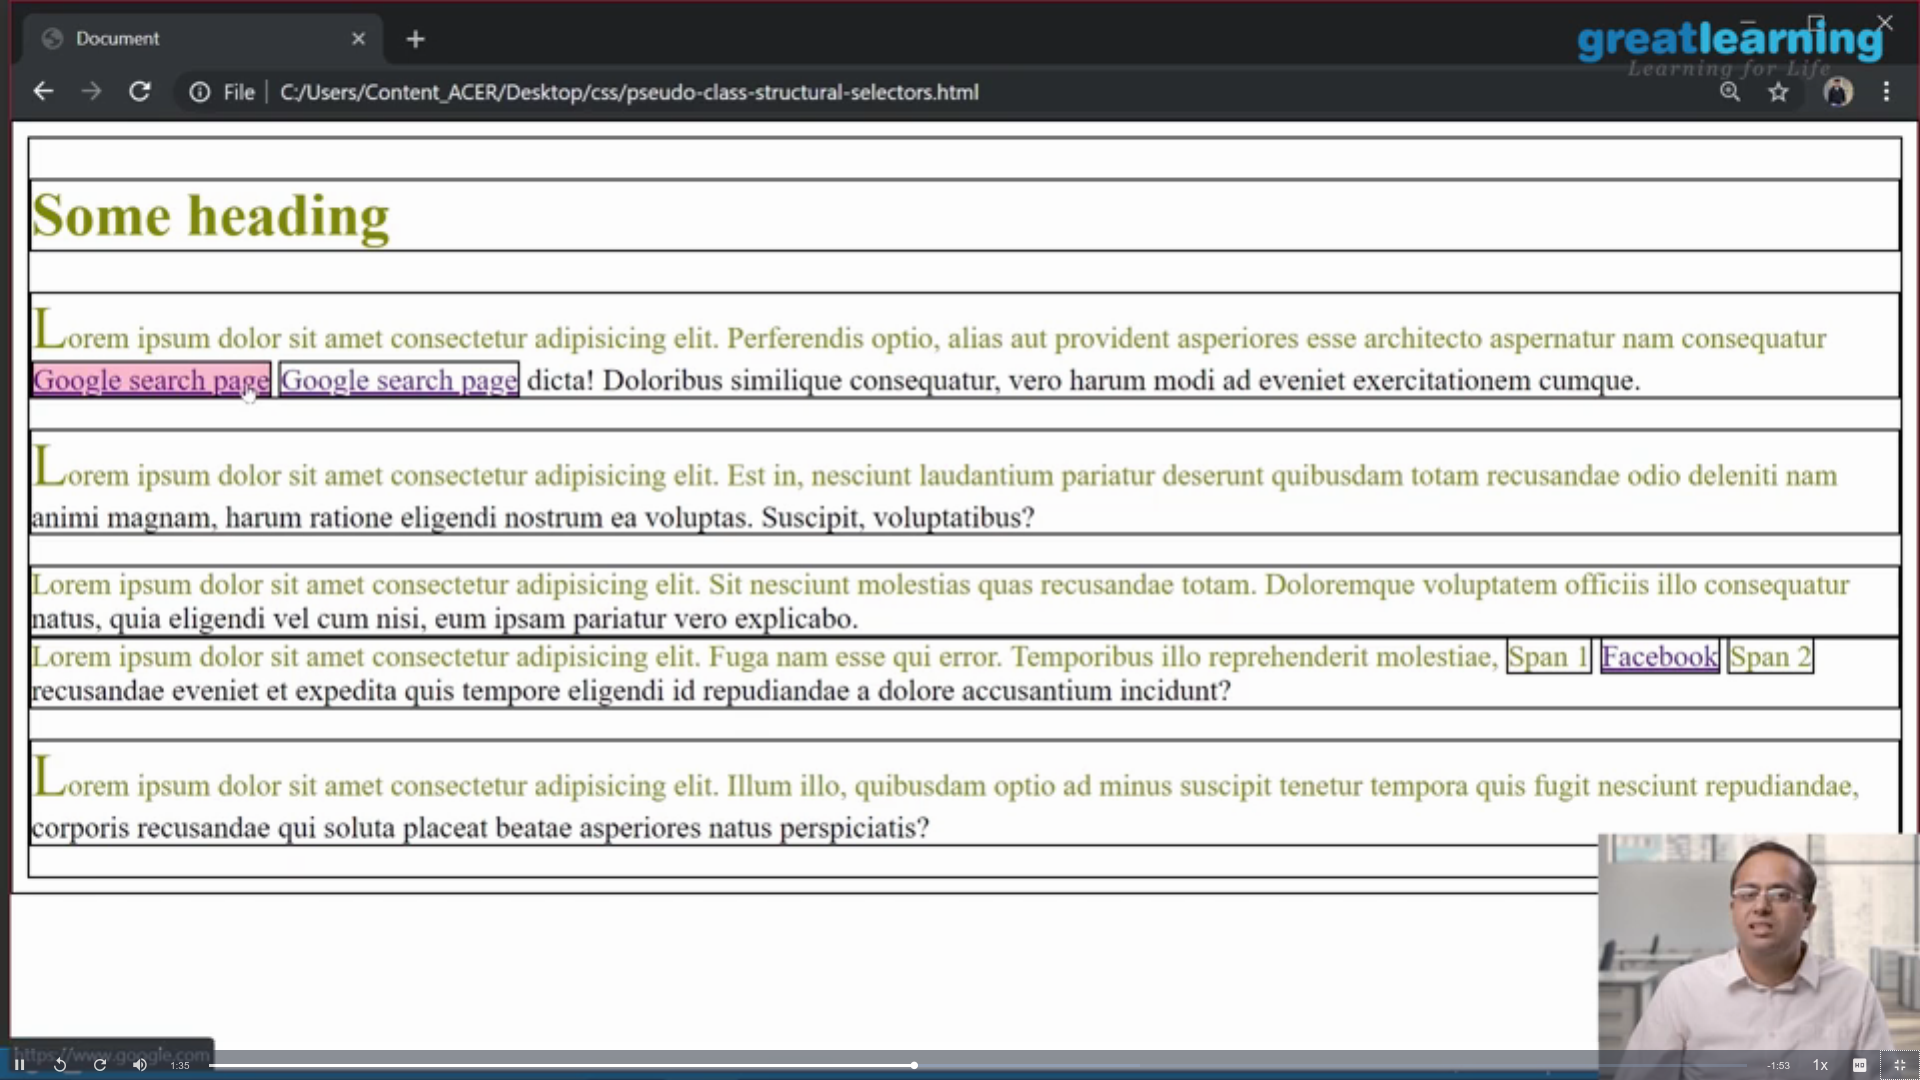 Document
greatlearning
Learning for Life
File
C:/Users/Content_ACER/Desktop/css/pseudo-class-structural-selectors.html
Some heading
Lorem ipsum dolor sit amet consectetur adipisicing elit. Perferendis optio, alias aut provident asperiores esse architecto aspernatur nam consequatur
Google search page Google search page dicta! Doloribus similique consequatur, vero harum modi ad eveniet exercitationem cumque.
Lorem ipsum dolor sit amet consectetur adipisicing elit. Est in, nesciunt laudantium pariatur deserunt quibusdam totam recusandae odio deleniti nam
animi magnam, harum ratione eligendi nostrum ea voluptas. Suscipit, voluptatibus?
Lorem ipsum dolor sit amet consectetur adipisicing elit. Sit nesciunt molestias quas recusandae totam. Doloremque voluptatem officiis illo consequatur
natus, quia eligendi vel cum nisi, eum ipsam pariatur vero explicabo.
Lorem ipsum dolor sit amet consectetur adipisicing elit. Fuga nam esse qui error. Temporibus illo reprehenderit molestiae, Span 1 Facebook Span 2
recusandae eveniet et expedita quis tempore eligendi id repudiandae a dolore accusantium incidunt?
Lorem ipsum dolor sit amet consectetur adipisicing elit. Illum illo, quibusdam optio ad minus suscipit tenetur tempora quis fugit nesciunt repudiandae,
corporis recusandae qui soluta placeat beatae asperiores natus perspiciatis?
https://www.google.com
1:35
-1:53
1x
HD